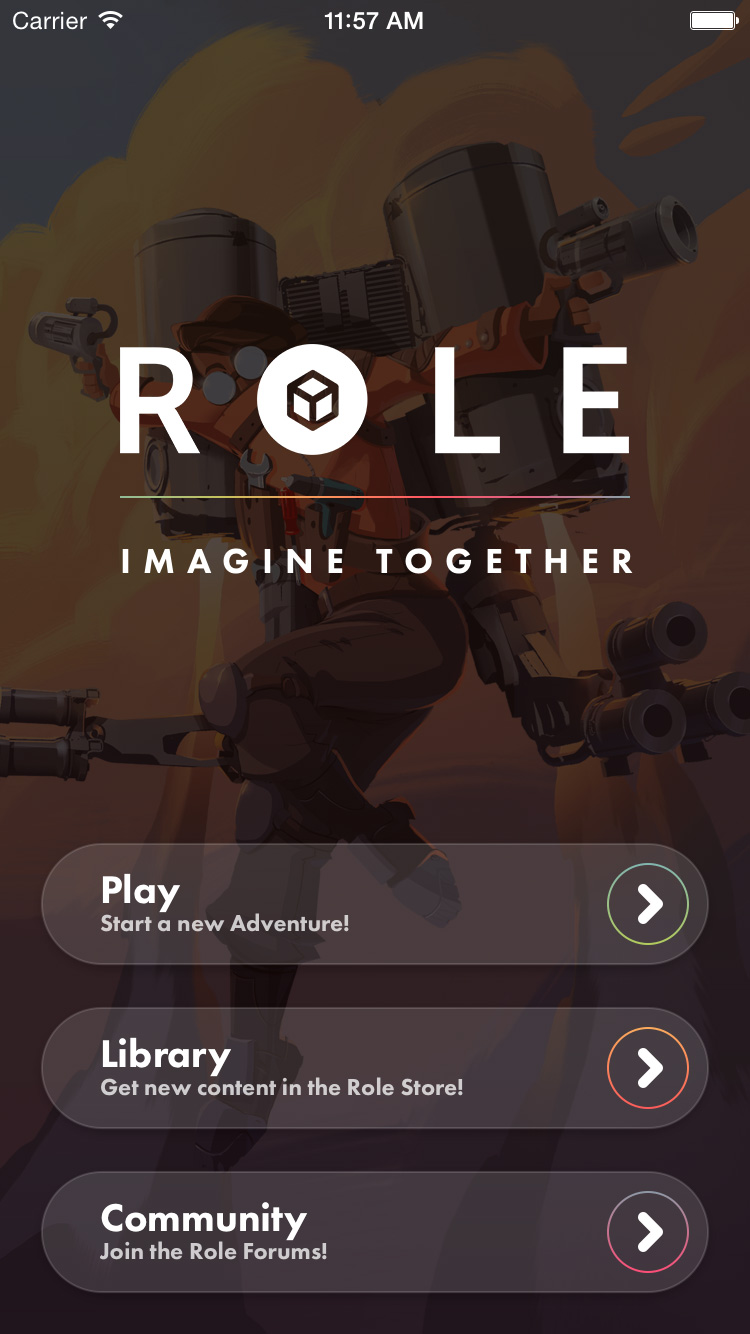 Carrier 11:57 AM
ROLE
IMAGINE TOGETHER
Play
Start a new Adventure!
Library
Get new content in the Role Store!
Community
Join the Role Forums!